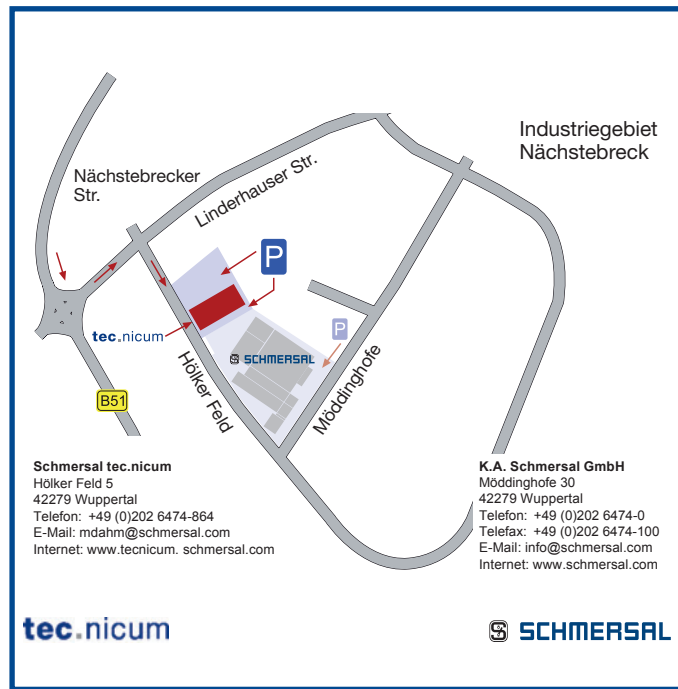 Industriegebiet
Nächstebreck
Nächstebrecker
Str.
Linderhauser Str.
P
tec.nicum
P
SCHMERSAL
Hölker Feld
Möddinghofe
B51
Schmersal tec.nicum
Hölker Feld 5
42279 Wuppertal
Telefon: +49 (0)202 6474-864
E-Mail: mdahm@schmersal.com
Internet: www.tecnicum. schmersal.com
K.A. Schmersal GmbH
Möddinghofe 30
42279 Wuppertal
Telefon: +49 (0)202 6474-0
Telefax: +49 (0)202 6474-100
E-Mail: info@schmersal.com
Internet: www.schmersal.com
tec.nicum
SCHMERSAL